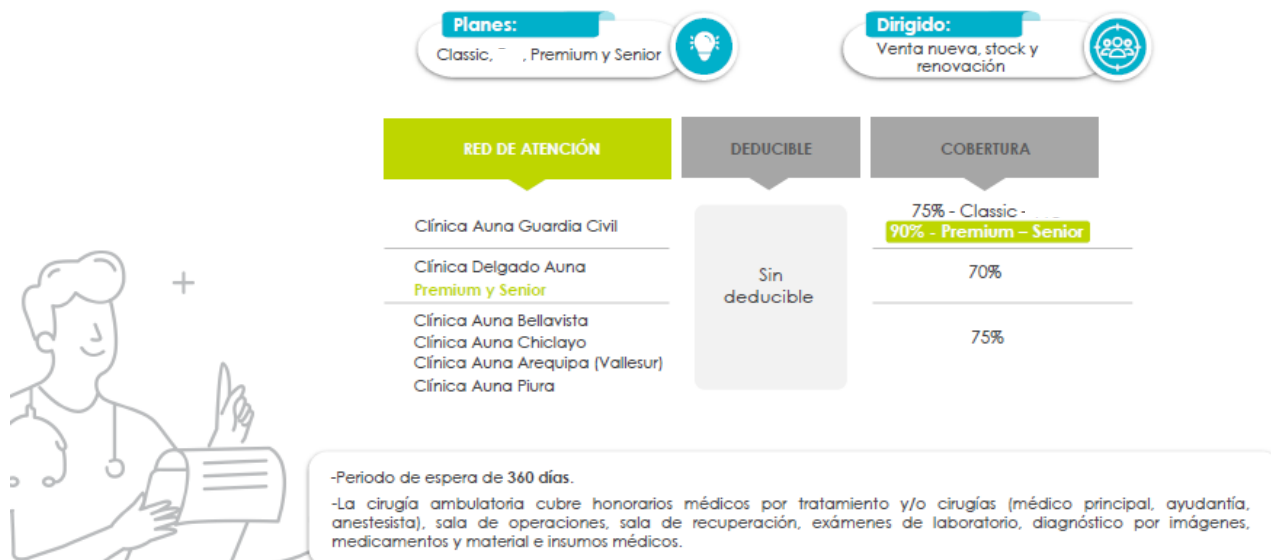 Planes:
Classic, , Premium y Senior
Dirigido:
Venta nueva, stock y
renovación
RED DE ATENCIÓN
DEDUCIBLE
COBERTURA
Clínica Auna Guardia Civil
75% - Classic -
90% - Premium – Senior
Clínica Delgado Auna
Premium y Senior
Sin
deducible
70%
Clínica Auna Bellavista
Clínica Auna Chiclayo
Clínica Auna Arequipa (Vallesur)
Clínica Auna Piura
75%
-Periodo de espera de 360 días.
-La cirugía ambulatoria cubre honorarios médicos por tratamiento y/o cirugías (médico principal, ayudantía,
anestesista), sala de operaciones, sala de recuperación, exámenes de laboratorio, diagnóstico por imágenes,
medicamentos y material e insumos médicos.